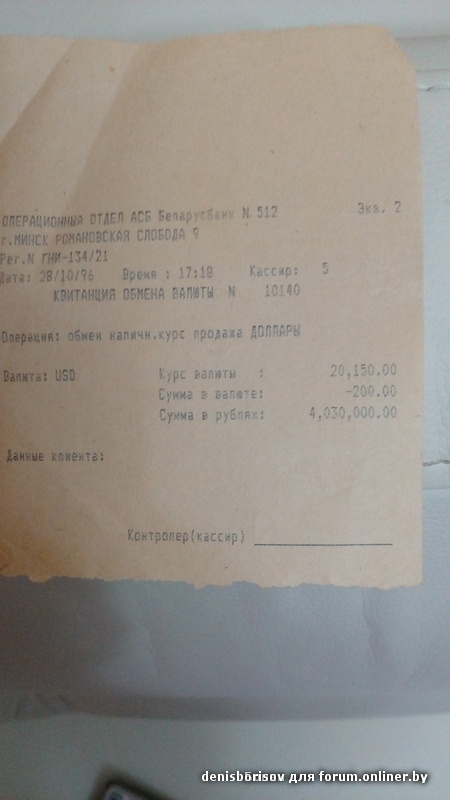 ОПЕРАЦИОННЫЙ ОТДЕЛ АСБ Беларусбанк N 512 Экз. 2
г.МИНСК РОМАНОВСКАЯ СЛОБОДА 9
Рег.N ГНИ-134/21
Дата: 28/10/96 Время : 17:18 Кассир: 5
КВИТАНЦИЯ ОБМЕНА ВАЛЮТЫ N 10140
Операция: обмен наличн.курс продажа ДОЛЛАРЫ
Валюта: USD Курс валюты : 20,150.00
Сумма в валюте: -200.00
Сумма в рублях: 4,030,000.00
Данные клиента:
Контролер(кассир)
denisborisov для forum.onliner.by